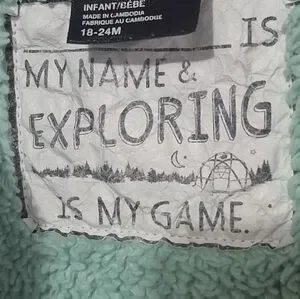 INFANT/BÉBÉ
MADE IN CAMBODIA
FABRIQUÉ AU CAMBODGE
18-24M
IS
MY NAME &
EXPLORING
IS MY GAME.